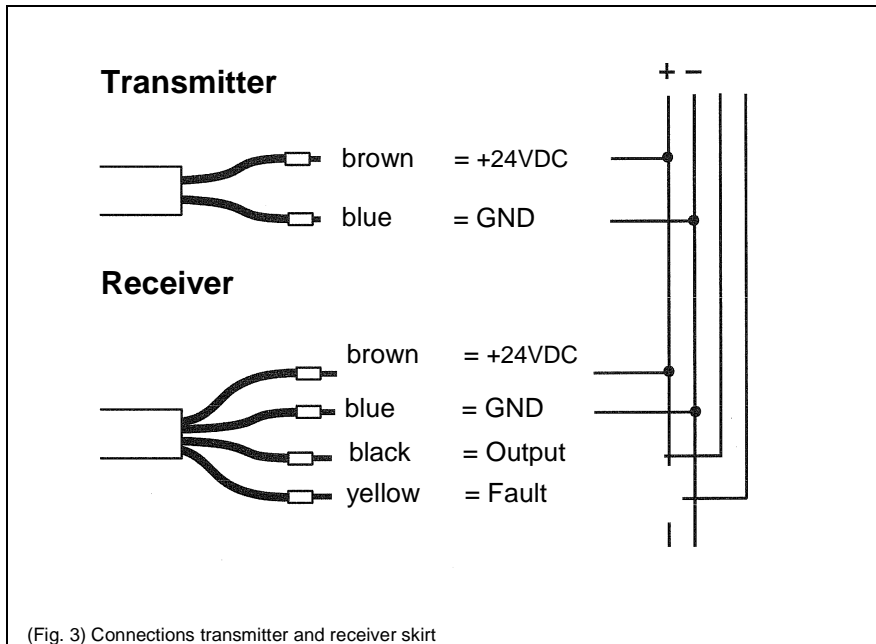 + −
Transmitter
brown = +24VDC
blue = GND
Receiver
brown = +24VDC
blue = GND
black = Output
yellow = Fault
(Fig. 3) Connections transmitter and receiver skirt